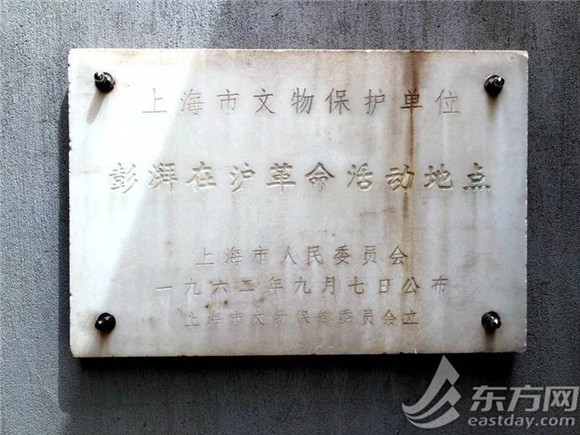 上海市文物保护单位
彭湃在沪革命活动地点
上海市人民委员会
一九六二年九月七日公布
上海市文物保管委员会立
东方网
eastday.com